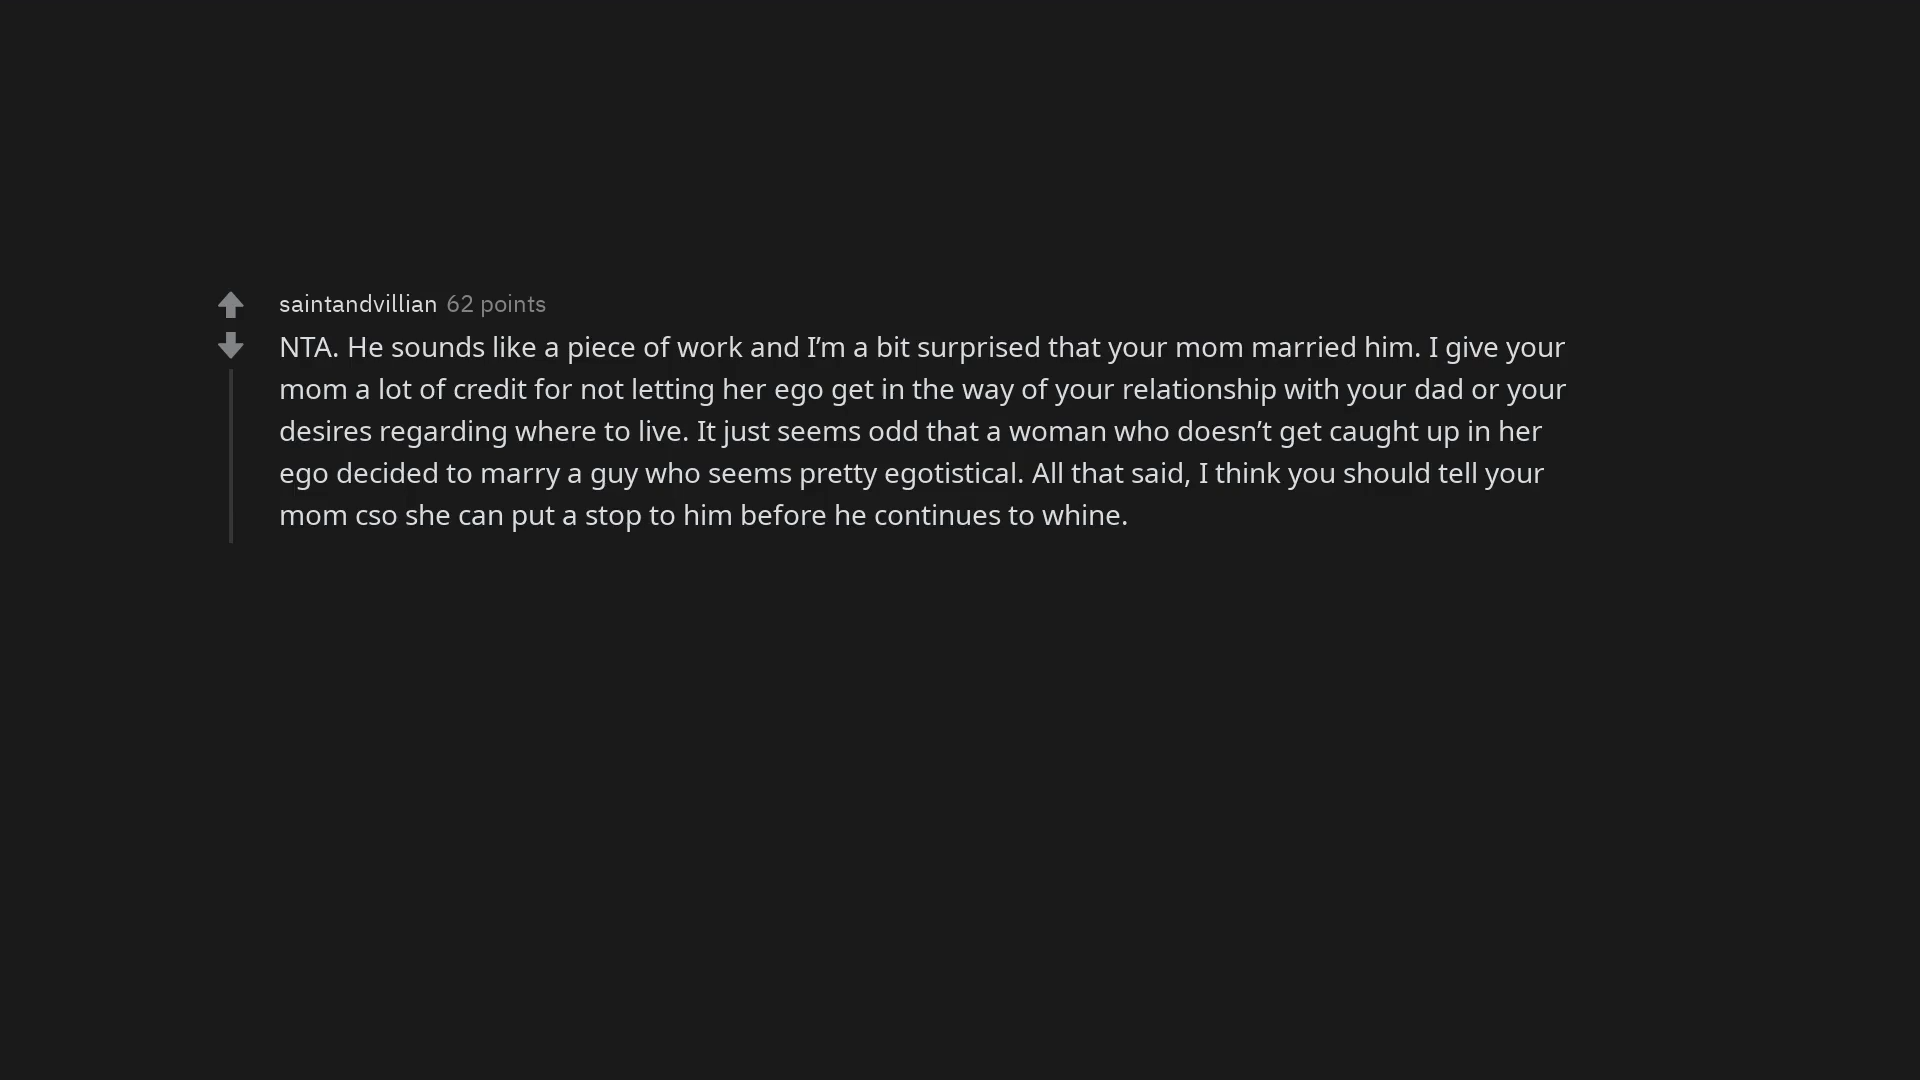 saintandvillian 62 points
NTA. He sounds like a piece of work and I’m a bit surprised that your mom married him. I give your
mom a lot of credit for not letting her ego get in the way of your relationship with your dad or your
desires regarding where to live. It just seems odd that a woman who doesn’t get caught up in her
ego decided to marry a guy who seems pretty egotistical. All that said, I think you should tell your
mom cso she can put a stop to him before he continues to whine.